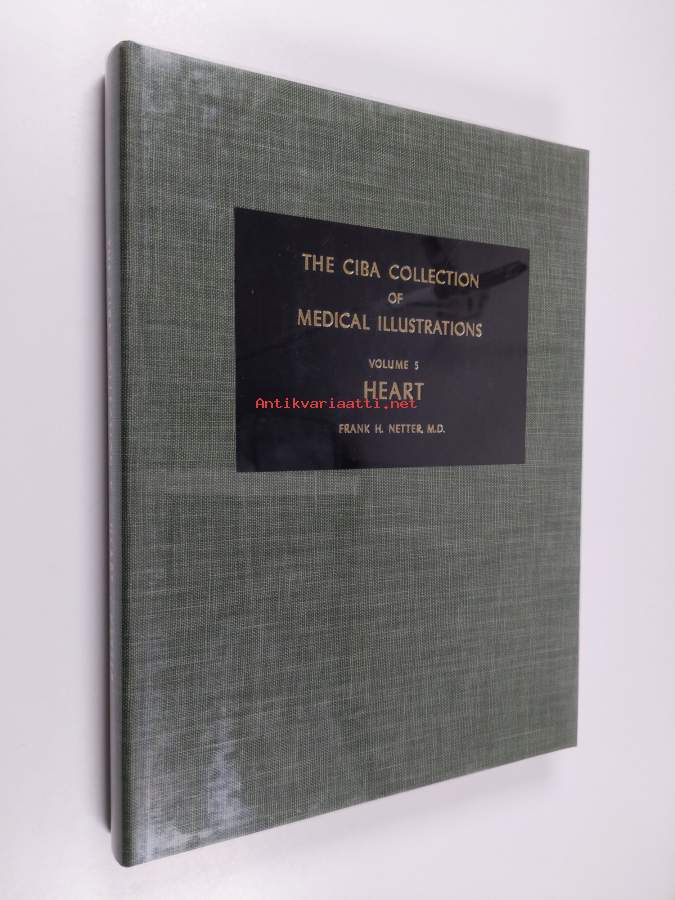 THE CIBA COLLECTION
OF
MEDICAL ILLUSTRATIONS
VOLUME 5
HEART
Antikvariaatti.net
FRANK H. NETTER, M.D.